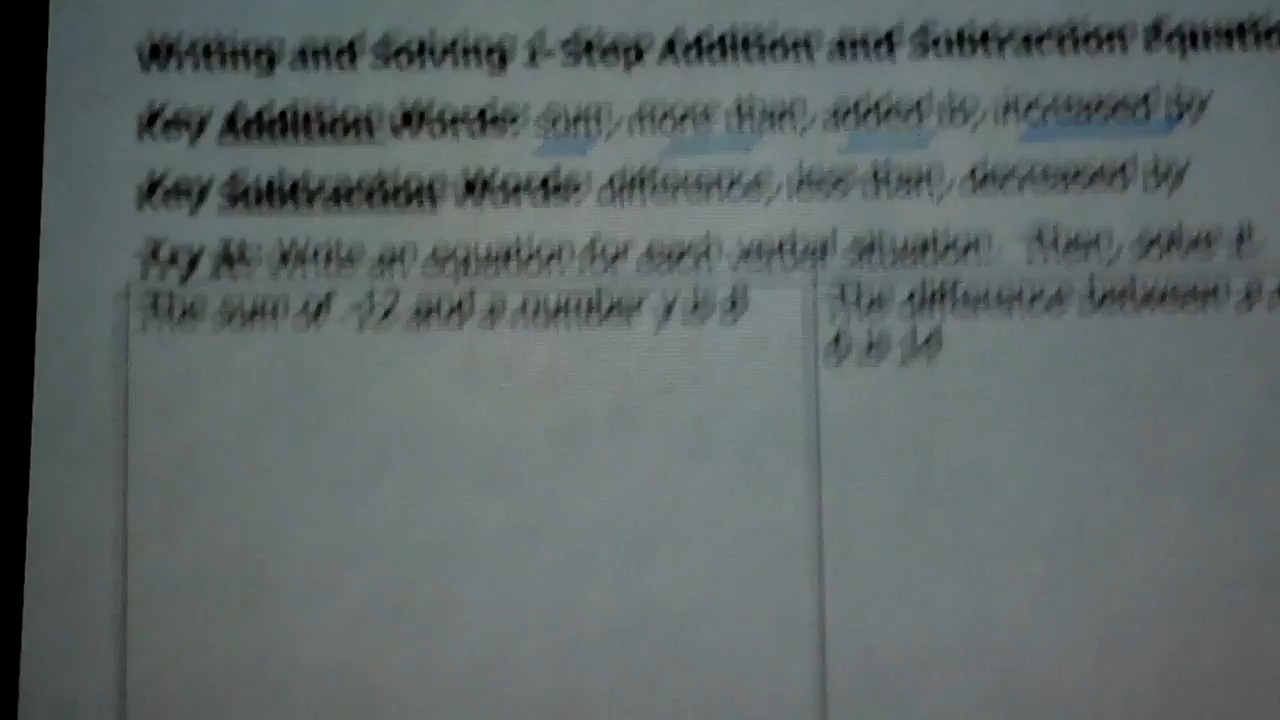 Writing and Solving 1-Step Addition and Subtraction
Key Addition Words: sum, more than, added to, increased by
Key Subtraction Words: difference, less than, decreased by
Write an equation for each verbal situation. Then, solve it.
The sum of -12 and a number y is
The difference between
is